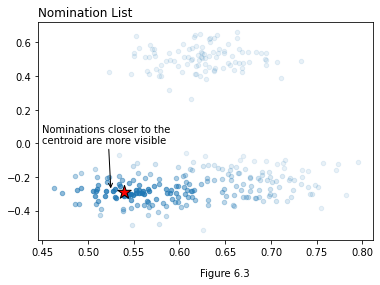 Nomination List
0.6
0.4
0.2
0.0
−0.2
−0.4
Nominations closer to the
centroid are more visible
0.45 0.50 0.55 0.60 0.65 0.70 0.75 0.80
Figure 6.3